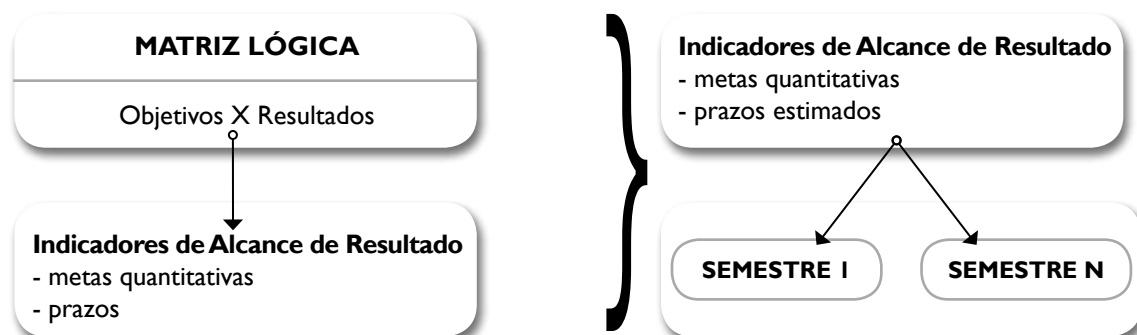 MATRIZ LÓGICA
Objetivos X Resultados
Indicadores de Alcance de Resultado
- metas quantitativas
- prazos
}
Indicadores de Alcance de Resultado
- metas quantitativas
- prazos estimados
SEMESTRE I
SEMESTRE N